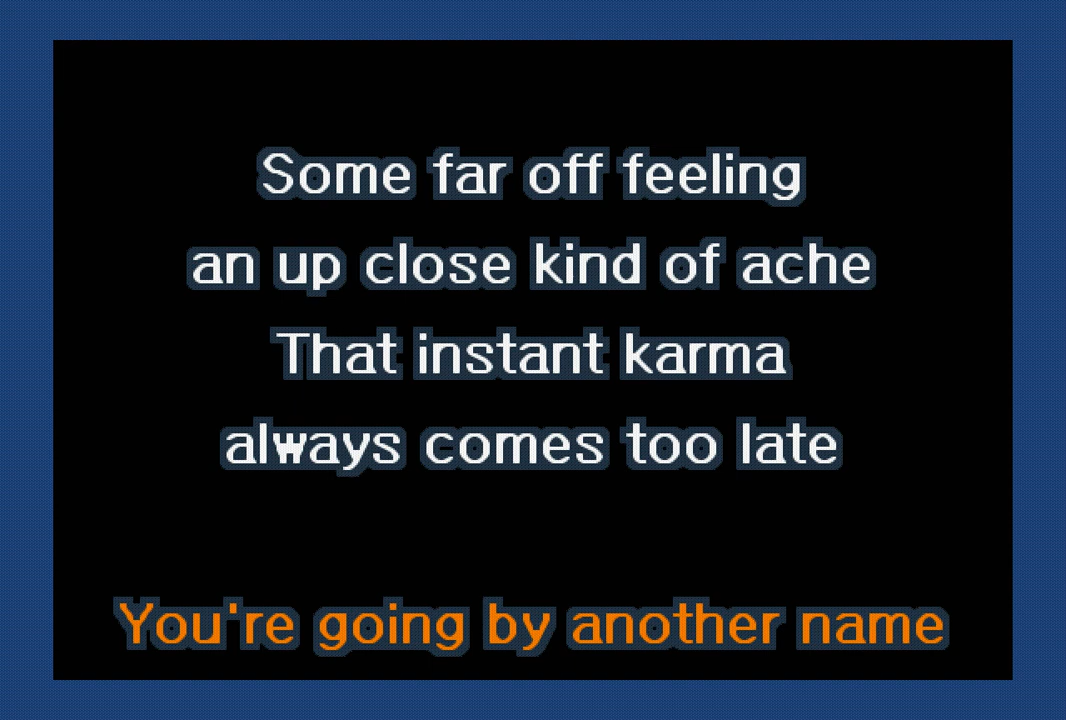 Some far off feeling
an up close kind of ache
That instant karma
always comes too late
You're going by another name